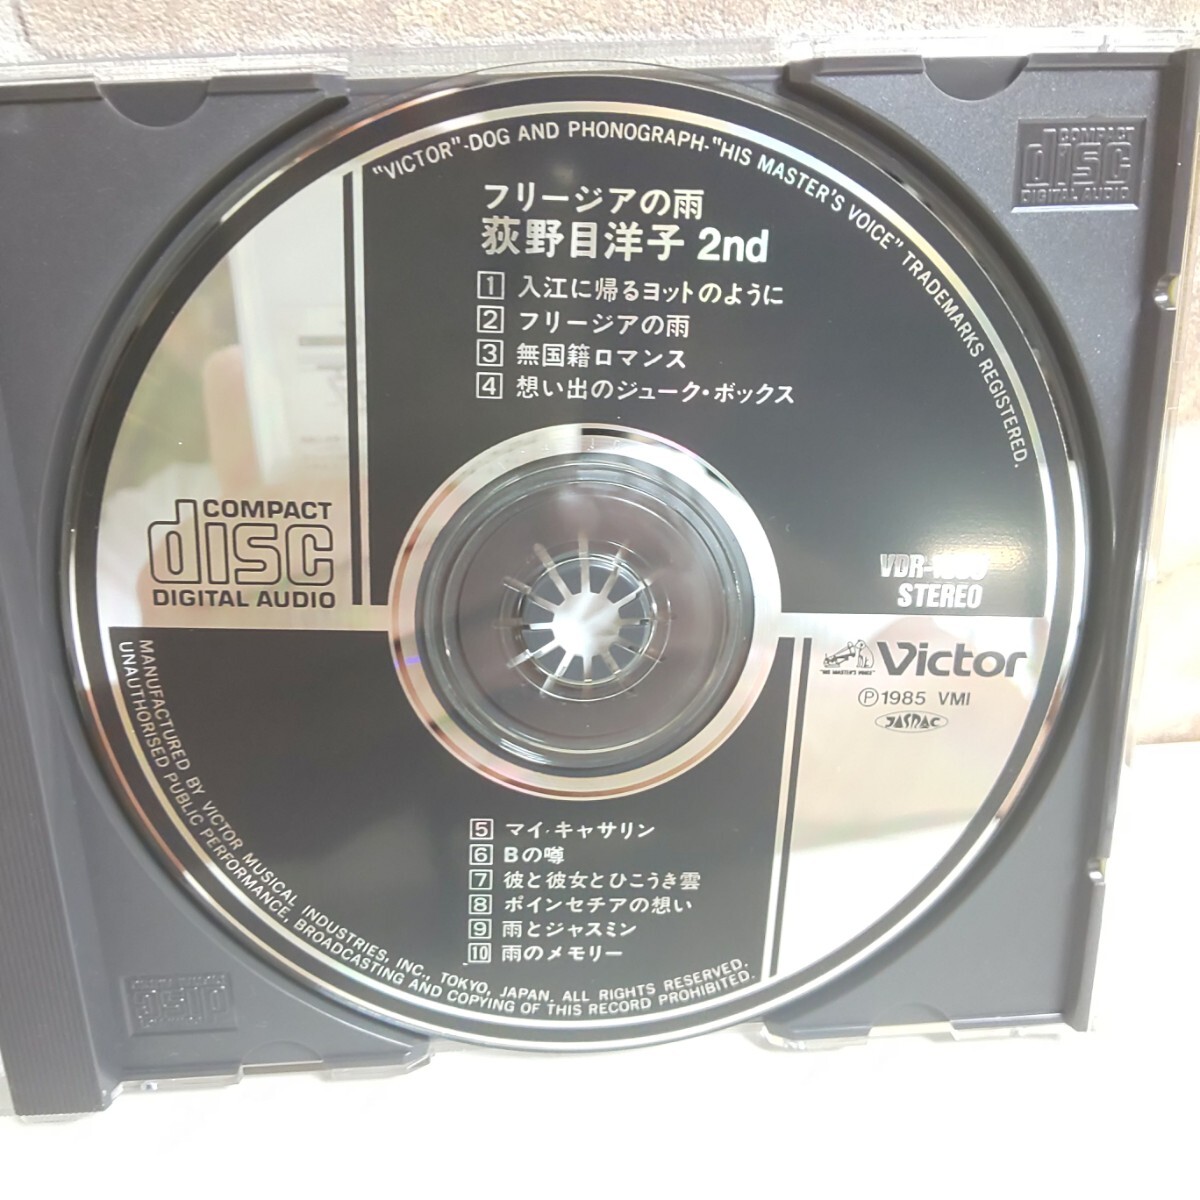 "VICTOR"-DOG AND PHONOGRAPH-"HIS MASTER'S VOICE" TRADEMARKS REGISTERED.
フリージアの雨
荻野目洋子 2nd
1 入江に帰るヨットのように
2 フリージアの雨
3 無国籍ロマンス
4 想い出のジューク・ボックス
COMPACT
disc
DIGITAL AUDIO
COMPACT
disc
DIGITAL AUDIO
STEREO
"HIS MASTER'S VOICE"
Victor
Ⓟ1985 VMI
JASRAC
5 マイ・キャサリン
6 Bの噂
7 彼と彼女とひこうき雲
8 ポインセチアの想い
9 雨とジャスミン
10 雨のメモリー
MANUFACTURED BY VICTOR MUSICAL INDUSTRIES, INC., TOKYO, JAPAN. ALL RIGHTS RESERVED.
UNAUTHORISED PUBLIC PERFORMANCE, BROADCASTING AND COPYING OF THIS RECORD PROHIBITED.